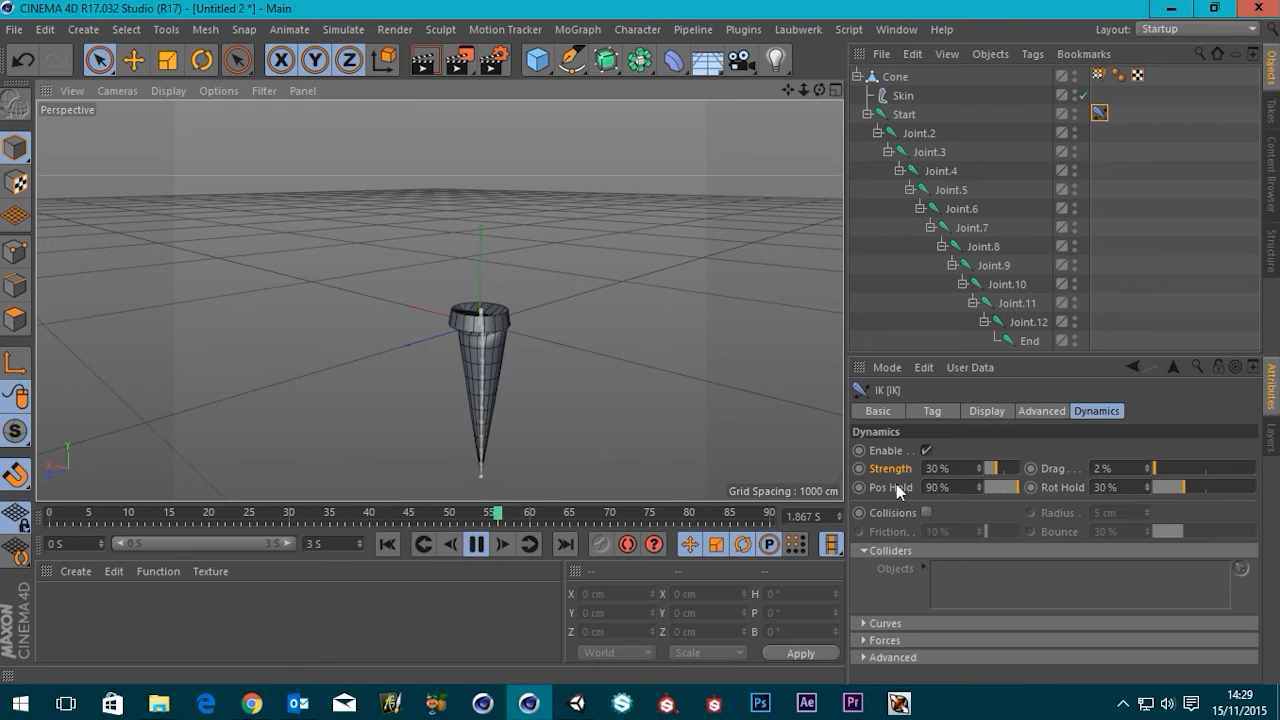 CINEMA 4D R17.032 Studio (R17) - [Untitled 2 *] - Main
File Edit Create Select Tools Mesh Snap Animate Simulate Render Sculpt Motion Tracker MoGraph Character Pipeline Plugins Laubwerk Script Window Help Layout: Startup
X Y Z
File Edit View Objects Tags Bookmarks
View Cameras Display Options Filter Panel
Perspective
Cone
Skin
Start
Joint.2
Joint.3
Joint.4
Joint.5
Joint.6
Joint.7
Joint.8
Joint.9
Joint.10
Joint.11
Joint.12
End
Objects
Takes
Content Browser
Structure
Mode Edit User Data
IK [IK]
Basic Tag Display Advanced Dynamics
Dynamics
Enable . .
Strength 30 % Drag . . . 2 %
Pos Hold 90 % Rot Hold 30 %
Collisions Radius . 5 cm
Friction. . 10 % Bounce 30 %
Colliders
Objects
Curves
Forces
Advanced
Attributes
Layers
Y
X
Z
Grid Spacing : 1000 cm
0 5 10 15 20 25 30 35 40 45 50 55 60 65 70 75 80 85 90 1.867 S
0 S 0 S 3 S 3 S
Create Edit Function Texture
-- -- --
X 0 cm X 0 cm H 0 °
Y 0 cm Y 0 cm P 0 °
Z 0 cm Z 0 cm B 0 °
World Scale Apply
MAXON
CINEMA 4D
14:29
15/11/2015